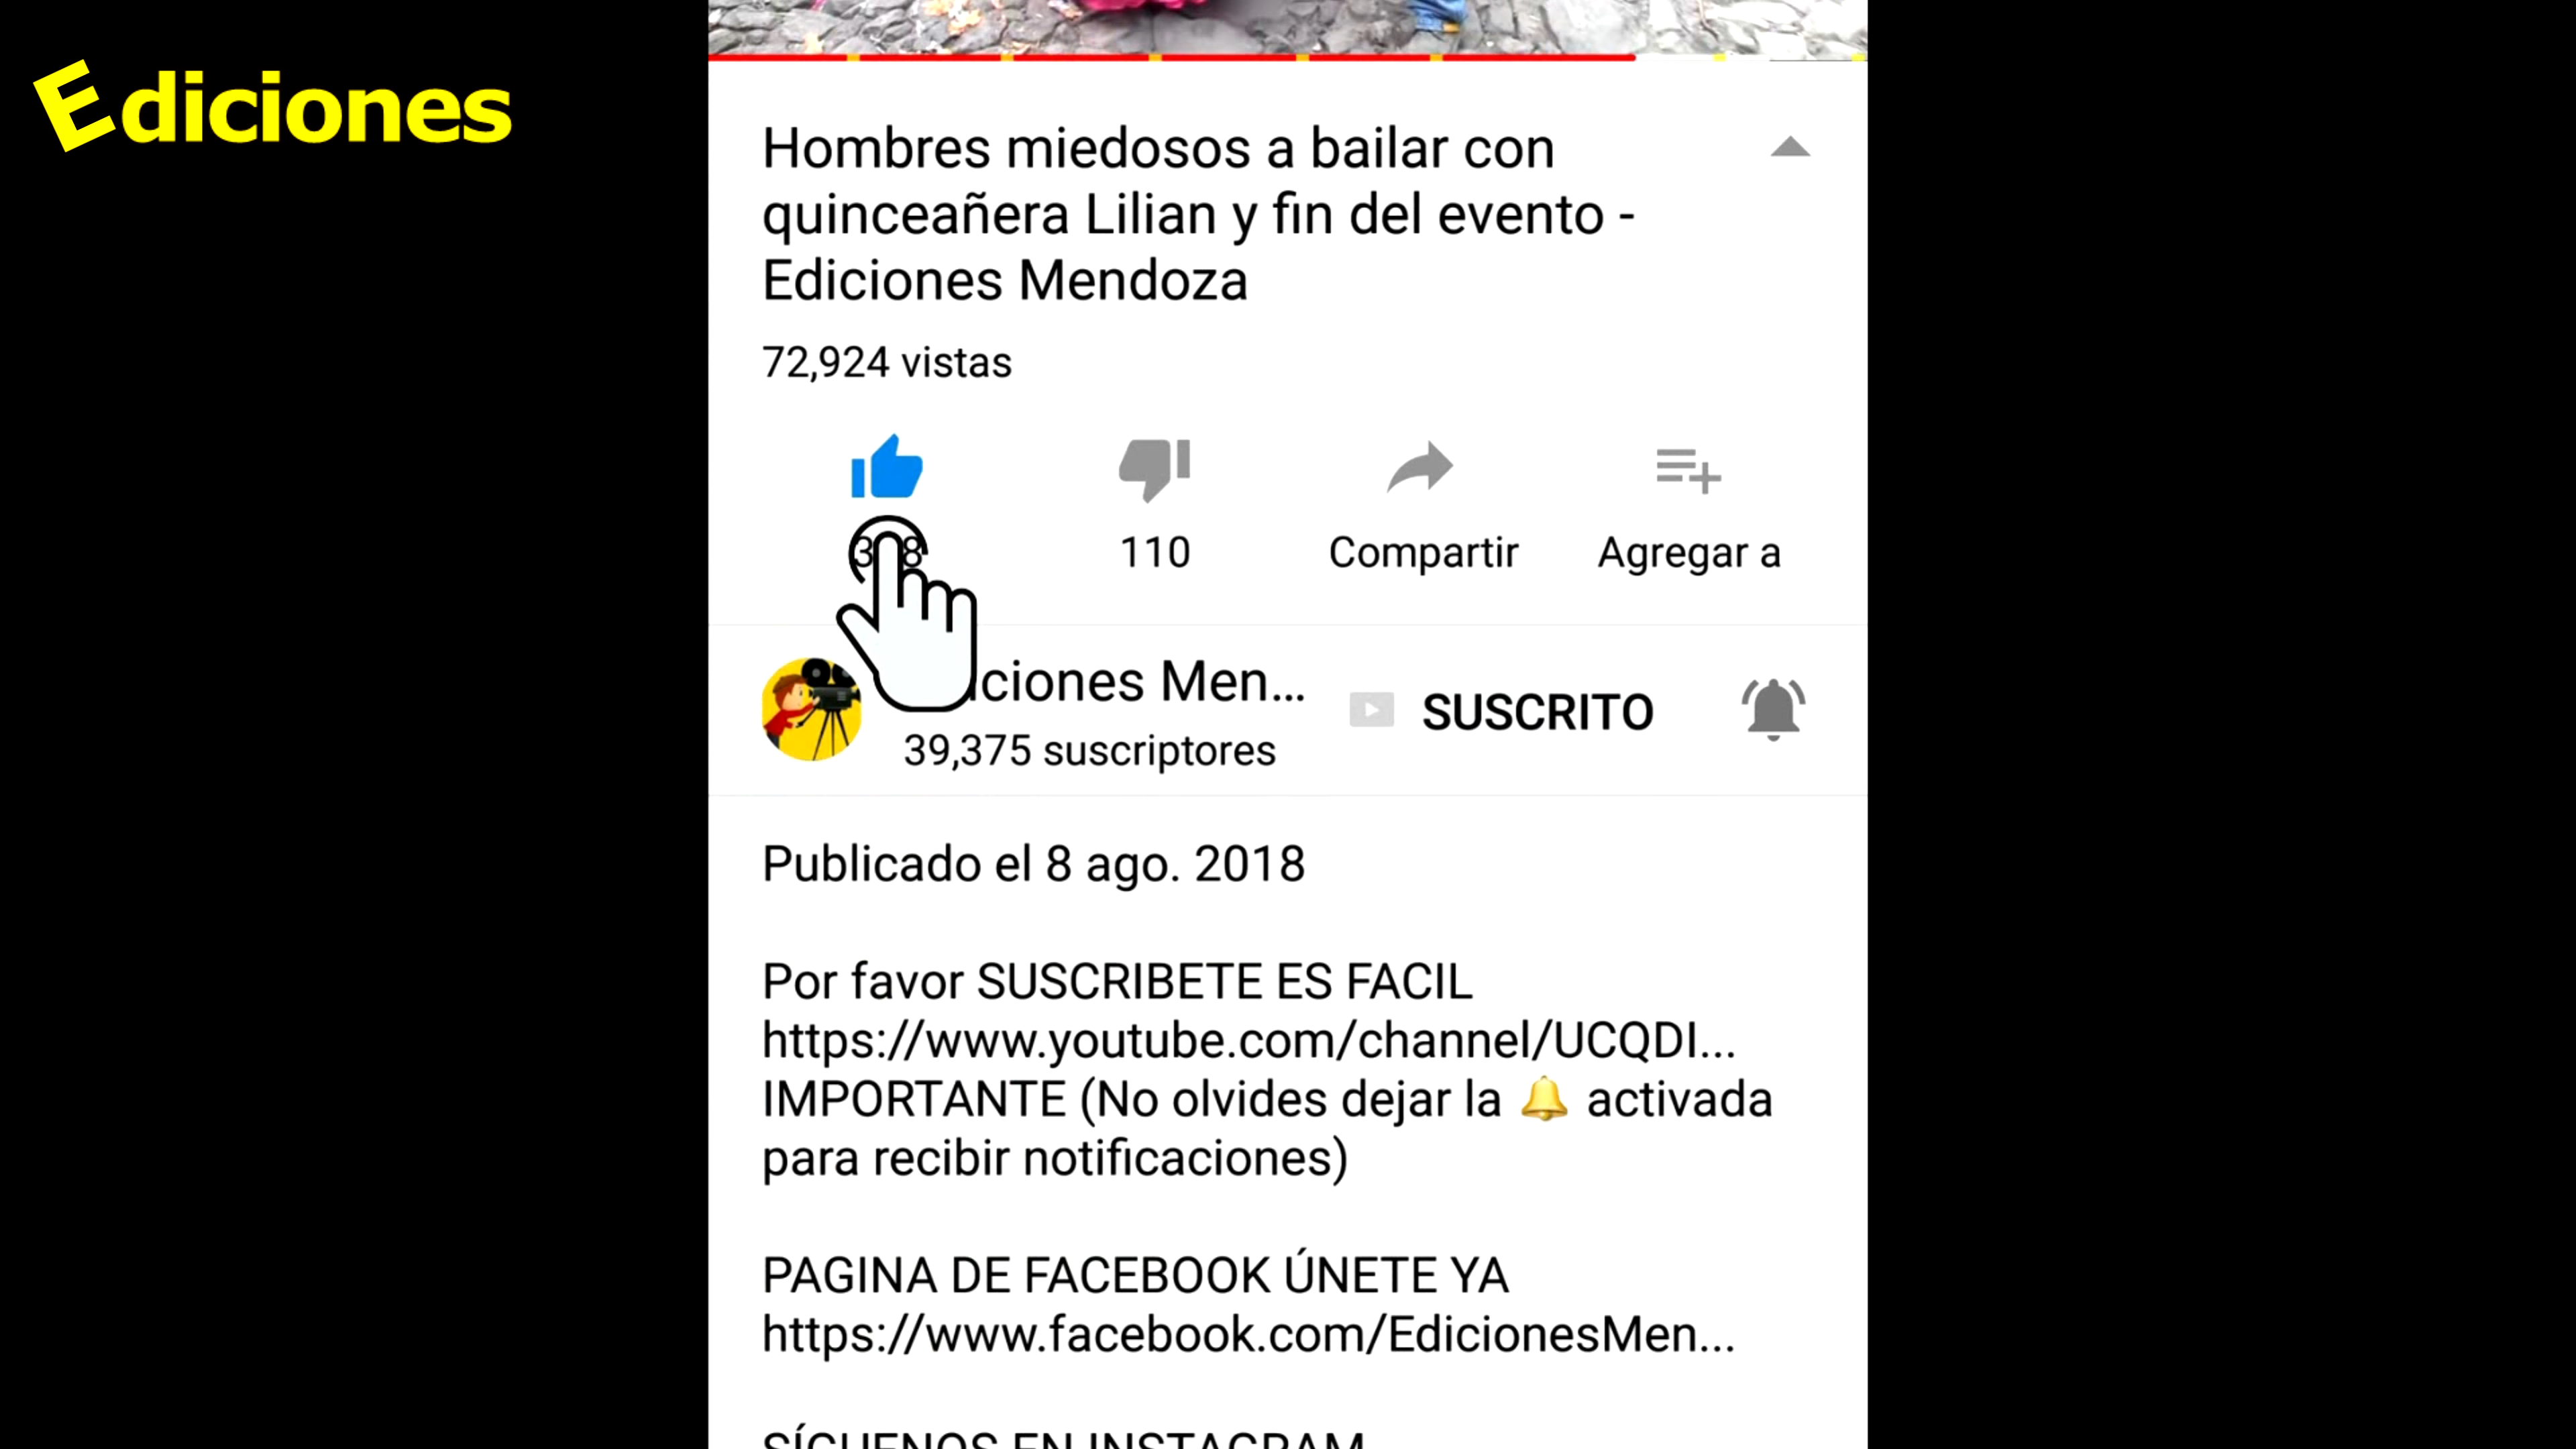 Ediciones
Hombres miedosos a bailar con
quinceañera Lilian y fin del evento -
Ediciones Mendoza
72,924 vistas
110
Compartir
Agregar a
Men...
SUSCRITO
39,375 suscriptores
Publicado el 8 ago. 2018
Por favor SUSCRIBETE ES FACIL
https://www.youtube.com/channel/UCQDI...
IMPORTANTE (No olvides dejar la 🔔 activada
para recibir notificaciones)
PAGINA DE FACEBOOK ÚNETE YA
https://www.facebook.com/EdicionesMen...
SÍGUENOS EN INSTAGRAM